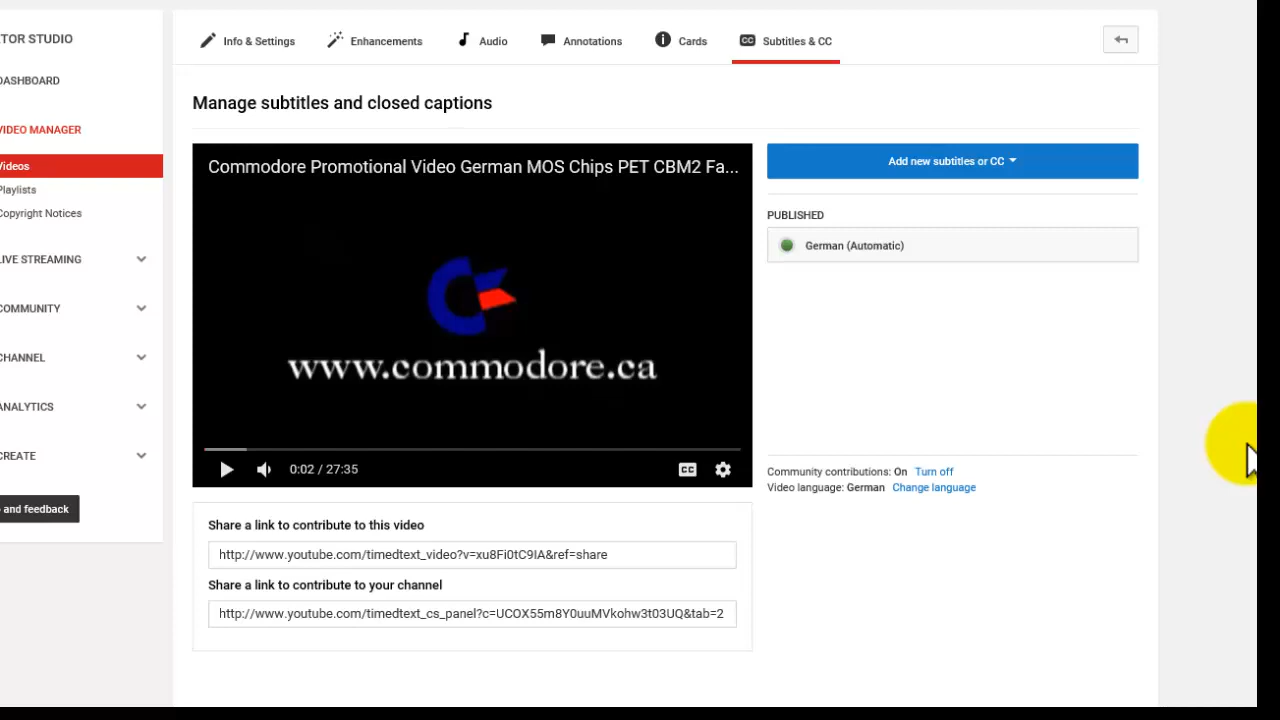 TOR STUDIO
Info & Settings
Enhancements
Audio
Annotations
Cards
CC Subtitles & CC
DASHBOARD
VIDEO MANAGER
Videos
Playlists
Copyright Notices
LIVE STREAMING
COMMUNITY
CHANNEL
ANALYTICS
CREATE
and feedback
Manage subtitles and closed captions
Commodore Promotional Video German MOS Chips PET CBM2 Fa...
www.commodore.ca
0:02 / 27:35
CC
Add new subtitles or CC
PUBLISHED
German (Automatic)
Community contributions: On Turn off
Video language: German Change language
Share a link to contribute to this video
http://www.youtube.com/timedtext_video?v=xu8Fi0tC9IA&ref=share
Share a link to contribute to your channel
http://www.youtube.com/timedtext_cs_panel?c=UCOX55m8Y0uuMVkohw3t03UQ&tab=2